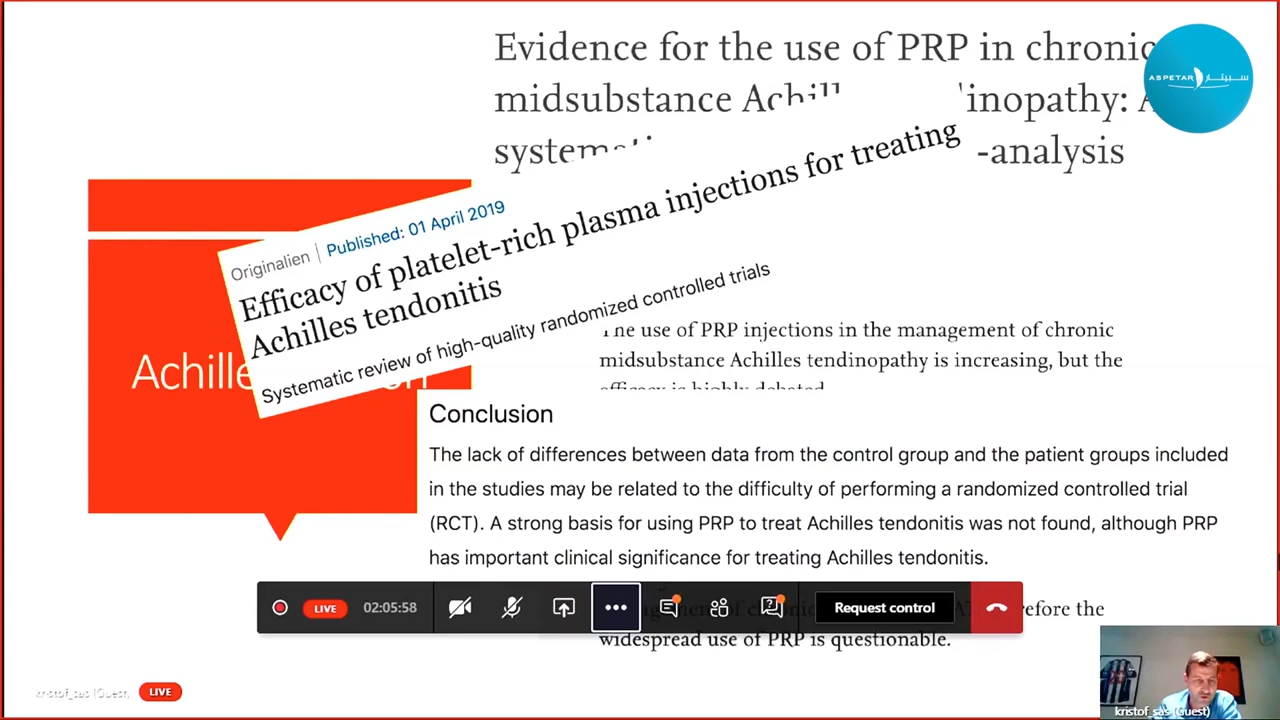 Evidence for the use of PRP in chronic
midsubstance Achill inopathy: A
system -analysis
ASPETAR سبيتار
Originalien | Published: 01 April 2019
Efficacy of platelet-rich plasma injections for treating
Achilles tendonitis
Systematic review of high-quality randomized controlled trials
Achille
The use of PRP injections in the management of chronic
midsubstance Achilles tendinopathy is increasing, but the
efficacy is highly debated
Conclusion
The lack of differences between data from the control group and the patient groups included
in the studies may be related to the difficulty of performing a randomized controlled trial
(RCT). A strong basis for using PRP to treat Achilles tendonitis was not found, although PRP
has important clinical significance for treating Achilles tendonitis.
LIVE 02:05:58 Request control
refore the
widespread use of PRP is questionable.
kristof_sas (Guest) LIVE
kristof_sas (Guest)